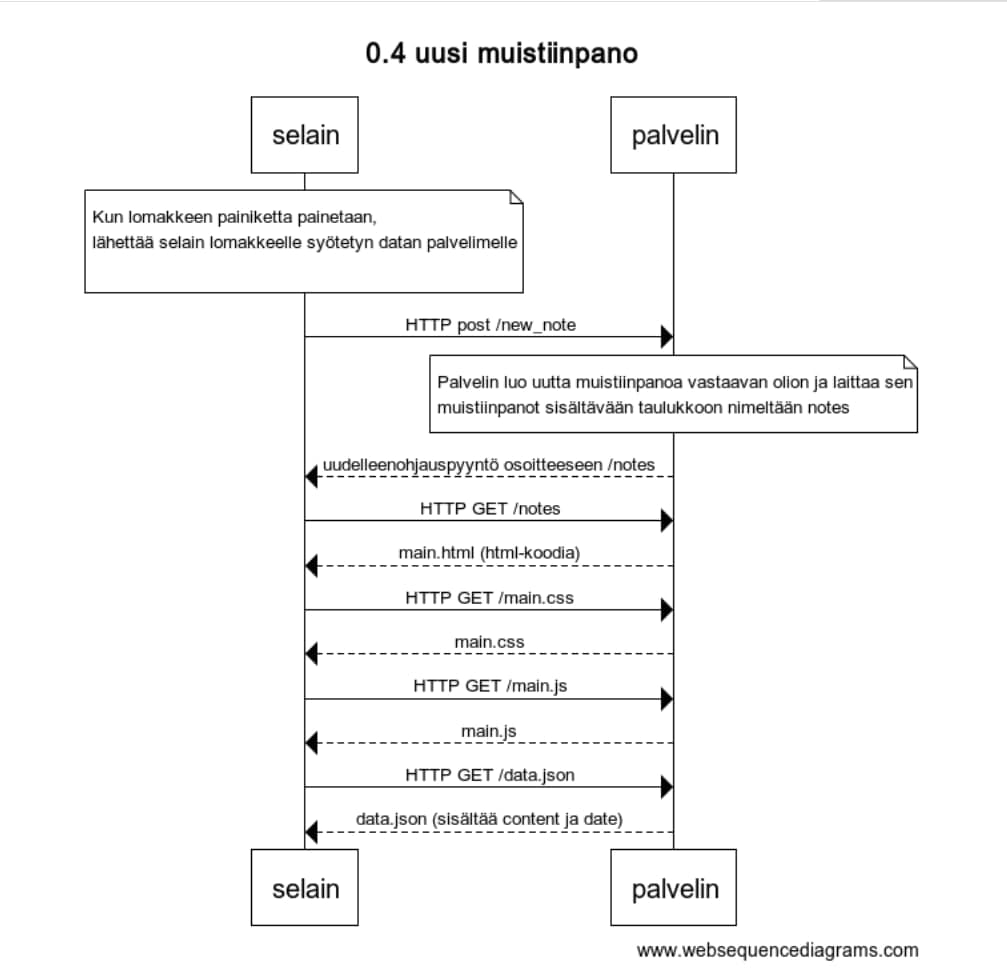 0.4 uusi muistiinpano
selain
palvelin
Kun lomakkeen painiketta painetaan,
lähettää selain lomakkeelle syötetyn datan palvelimelle
HTTP post /new_note
Palvelin luo uutta muistiinpanoa vastaavan olion ja laittaa sen
muistiinpanot sisältävään taulukkoon nimeltään notes
uudelleenohjauspyyntö osoitteeseen /notes
HTTP GET /notes
main.html (html-koodia)
HTTP GET /main.css
main.css
HTTP GET /main.js
main.js
HTTP GET /data.json
data.json (sisältää content ja date)
selain
palvelin
www.websequencediagrams.com